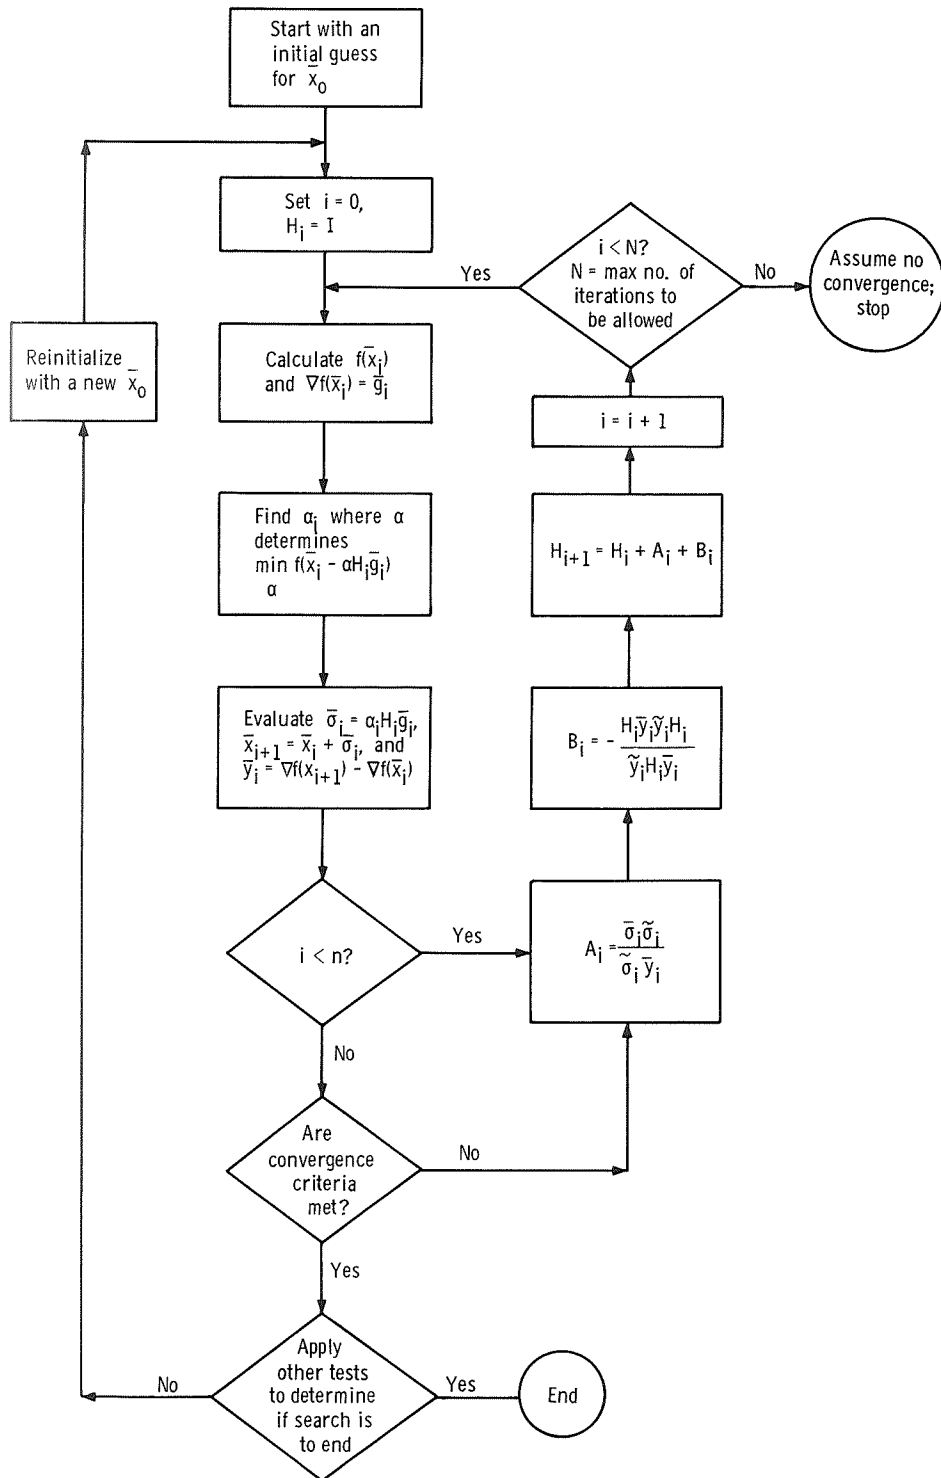 Start with an
initial guess
for x̄₀
Set i = 0,
Hᵢ = I
Calculate f(x̄ᵢ)
and ∇f(x̄ᵢ) = ḡᵢ
Find αᵢ where α
determines
min f(x̄ᵢ - αHᵢḡᵢ)
α
Evaluate σ̄ᵢ = αᵢHᵢḡᵢ,
x̄ᵢ₊₁ = x̄ᵢ + σ̄ᵢ, and
ȳᵢ = ∇f(xᵢ₊₁) - ∇f(x̄ᵢ)
i < n?
Yes
No
Are
convergence
criteria
met?
No
Yes
Apply
other tests
to determine
if search is
to end
Yes
End
No
Reinitialize
with a new x̄₀
Aᵢ = σ̄ᵢσ̃ᵢ / σ̃ᵢȳᵢ
Bᵢ = - Hᵢȳᵢỹᵢ Hᵢ / ỹᵢHᵢȳᵢ
Hᵢ₊₁ = Hᵢ + Aᵢ + Bᵢ
i = i + 1
i < N?
N = max no. of
iterations to
be allowed
Yes
No
Assume no
convergence;
stop